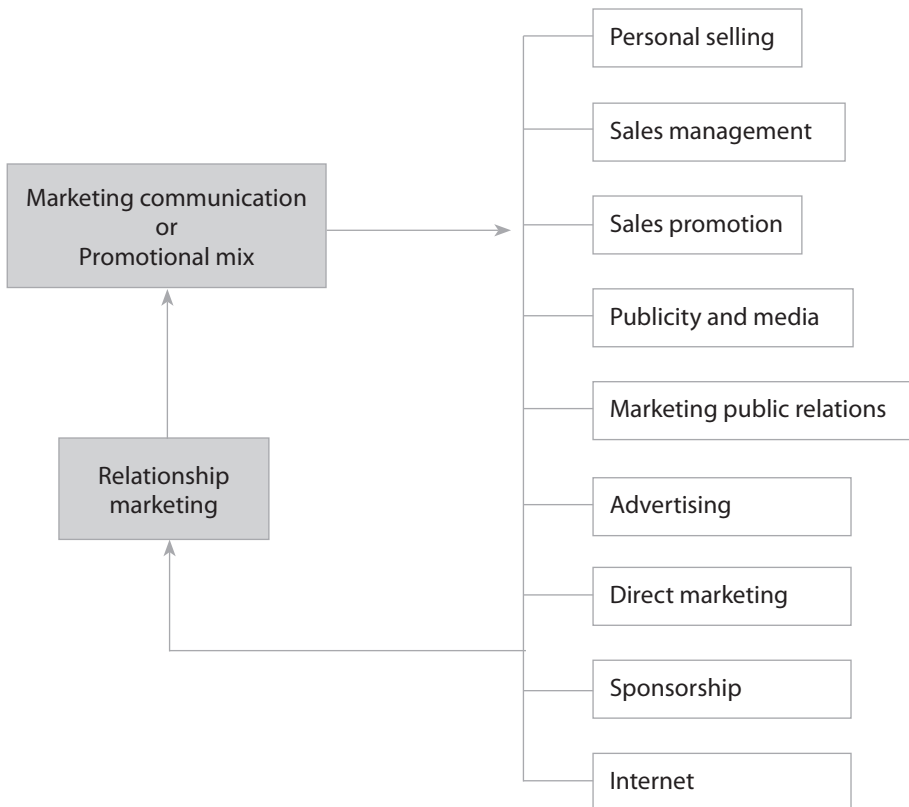 Marketing communication
or
Promotional mix
Relationship
marketing
Personal selling
Sales management
Sales promotion
Publicity and media
Marketing public relations
Advertising
Direct marketing
Sponsorship
Internet